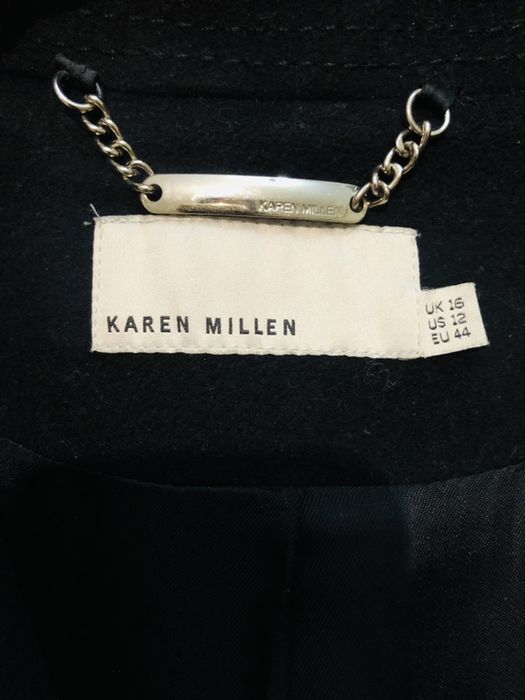 KAREN MILLEN
KAREN MILLEN
UK 16
US 12
EU 44